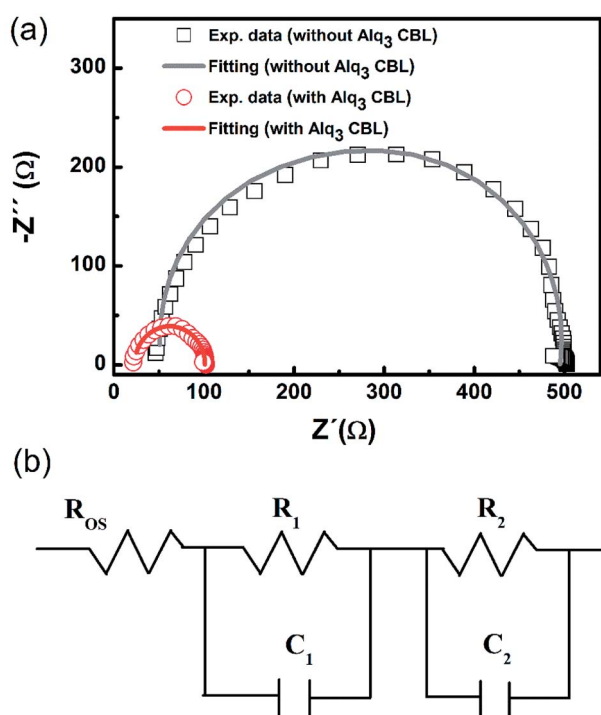 (a)
300
200
100
0
-Z´´(Ω)
Exp. data (without Alq3 CBL)
Fitting (without Alq3 CBL)
Exp. data (with Alq3 CBL)
Fitting (with Alq3 CBL)
0 100 200 300 400 500
Z´(Ω)
(b)
ROS R1 R2
C1 C2